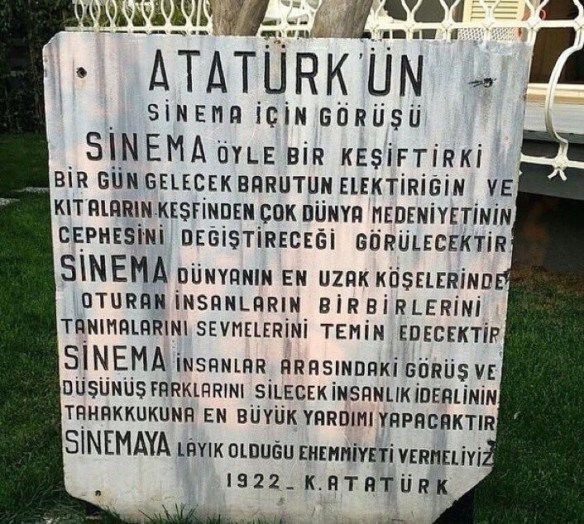 ATATÜRK'ÜN
SİNEMA İÇİN GÖRÜŞÜ
SİNEMA ÖYLE BİR KEŞİFTİRKİ
BİR GÜN GELECEK BARUTUN ELEKTİRİĞİN VE
KIT'ALARIN KEŞFİNDEN ÇOK DÜNYA MEDENİYETİNİN
CEPHESİNİ DEĞİŞTİRECEĞİ GÖRÜLECEKTİR
SİNEMA DÜNYANIN EN UZAK KÖŞELERİNDE
OTURAN İNSANLARIN BİRBİRLERİNİ
TANIMALARINI SEVMELERİNİ TEMİN EDECEKTİR
SİNEMA İNSANLAR ARASINDAKİ GÖRÜŞ VE
DÜŞÜNÜŞ FARKLARINI SİLECEK İNSANLIK İDEALİNİN
TAHAKKUKUNA EN BÜYÜK YARDIMI YAPACAKTIR
SİNEMAYA LAYIK OLDUĞU EHEMMİYETİ VERMELİYİZ
1922 - K.ATATÜRK